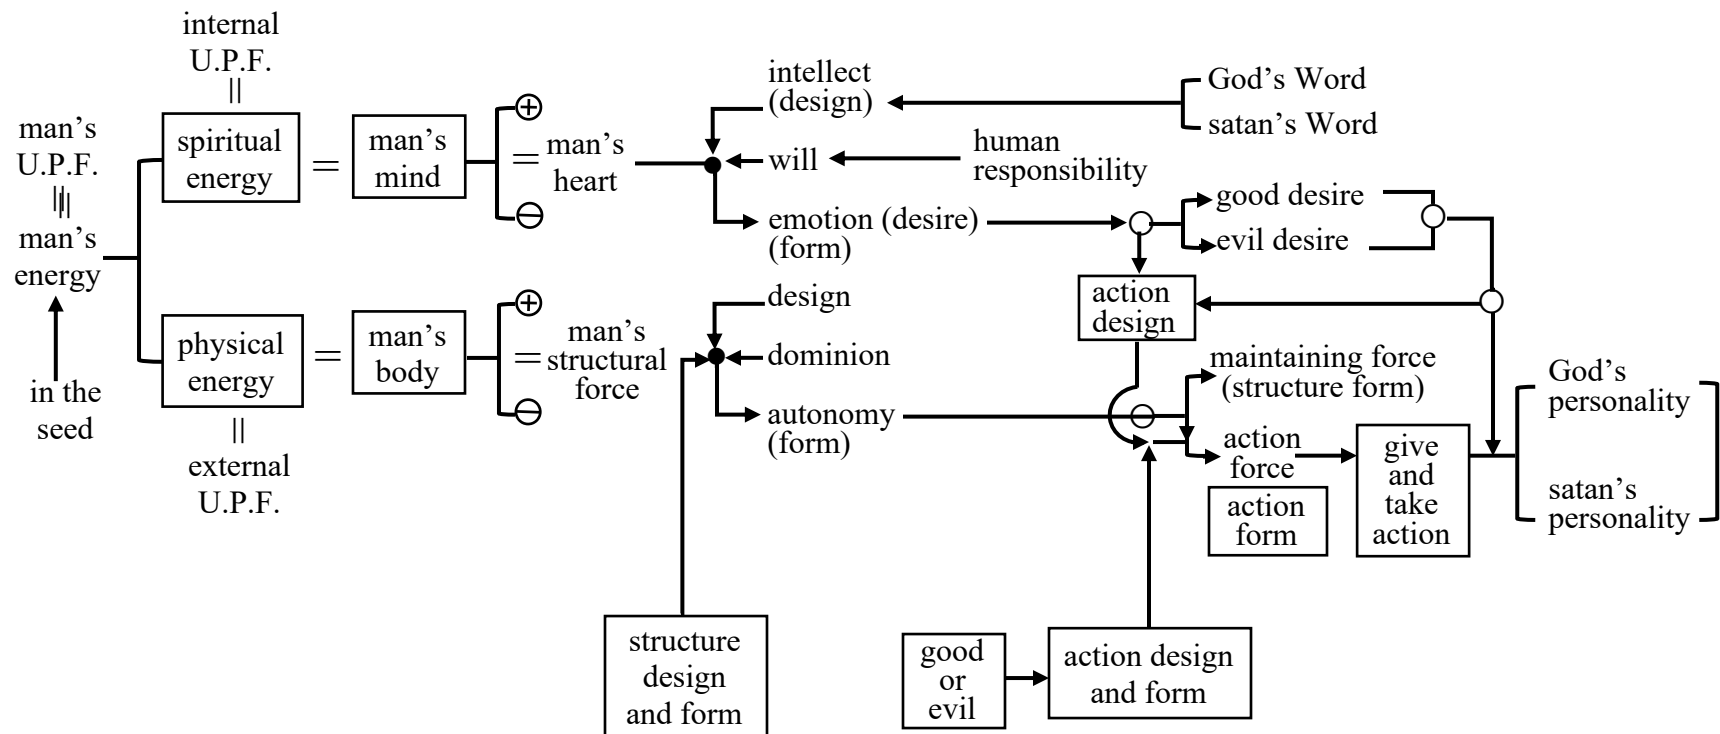 internal
U.P.F.
man's
U.P.F.
man's
energy
in the
seed
spiritual
energy
=
man's
mind
+
= man's
heart
−
physical
energy
=
man's
body
+
= man's
structural
force
−
external
U.P.F.
intellect
(design)
will
emotion (desire)
(form)
God's Word
satan's Word
human
responsibility
good desire
evil desire
action
design
design
dominion
autonomy
(form)
maintaining force
(structure form)
action
force
action
form
give
and
take
action
God's
personality
satan's
personality
structure
design
and form
good
or
evil
action design
and form